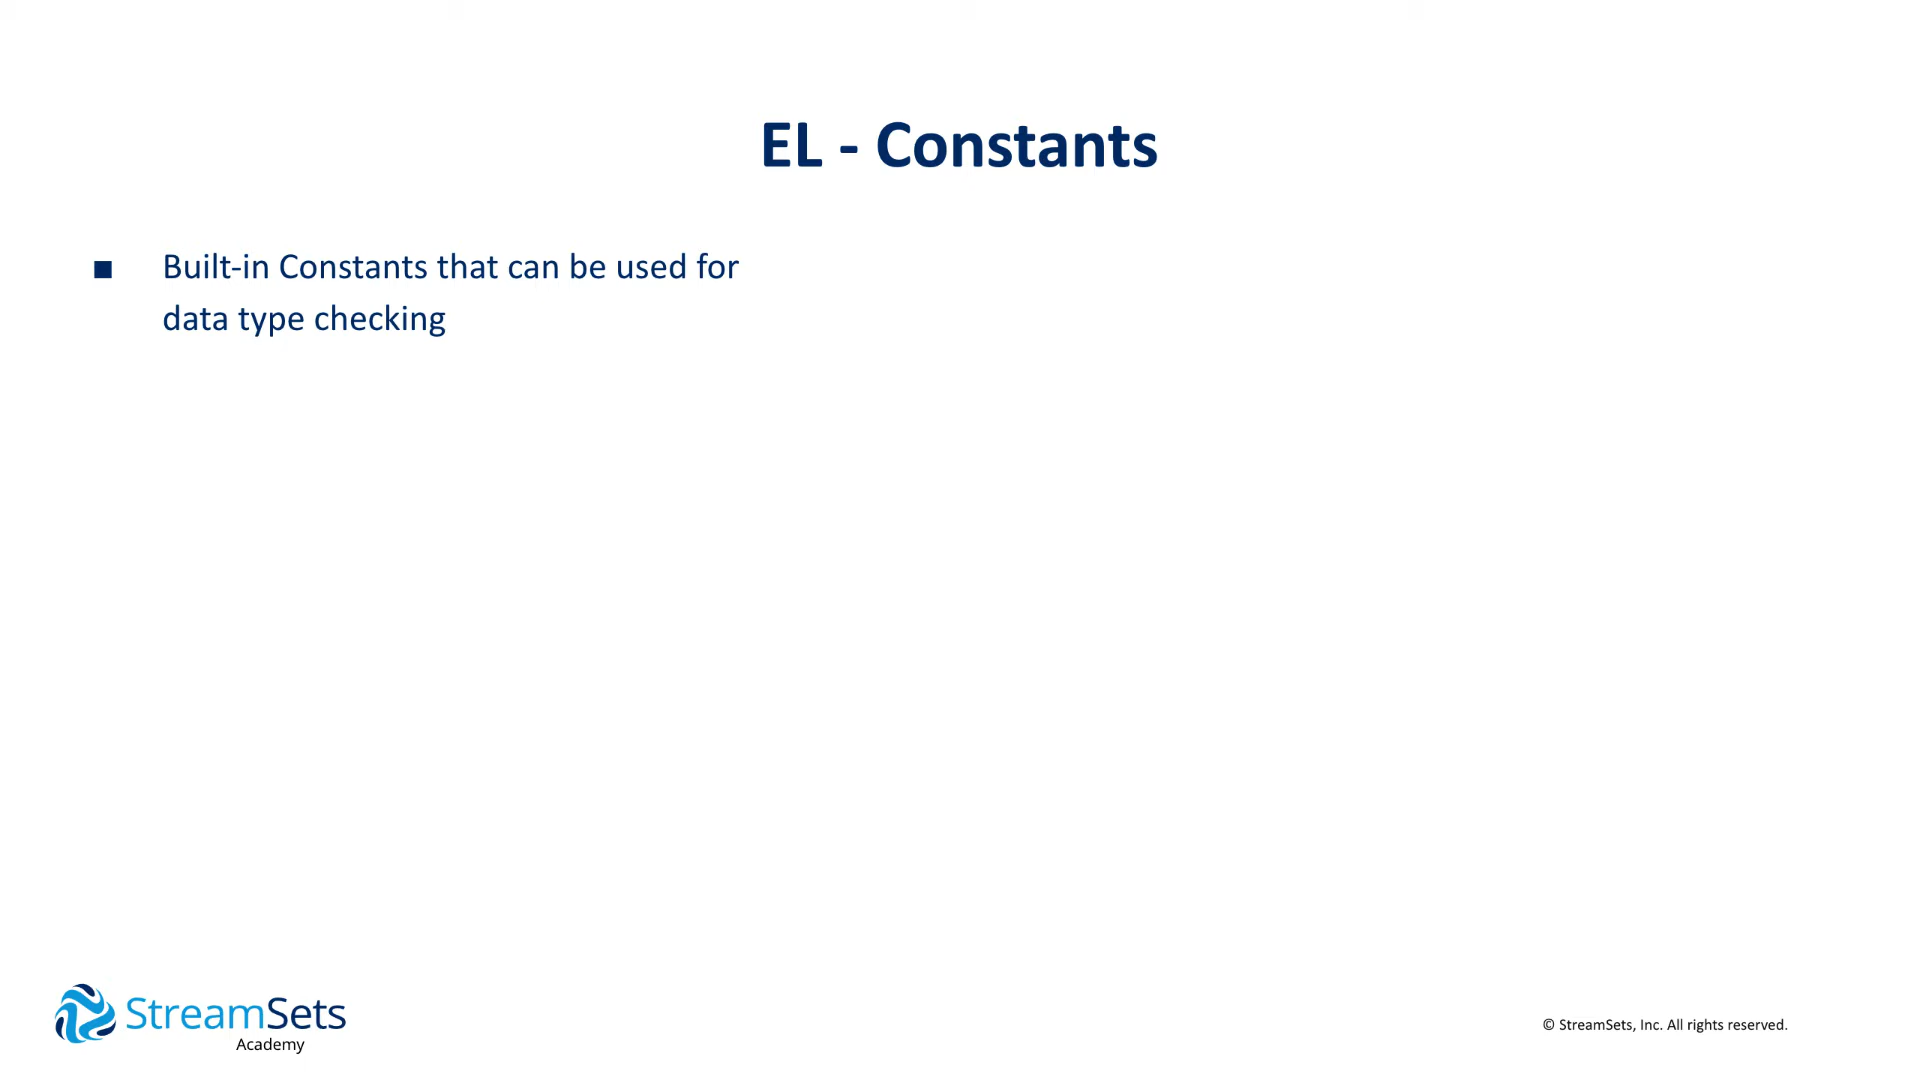 EL - Constants
■ Built-in Constants that can be used for
data type checking
StreamSets
Academy
© StreamSets, Inc. All rights reserved.